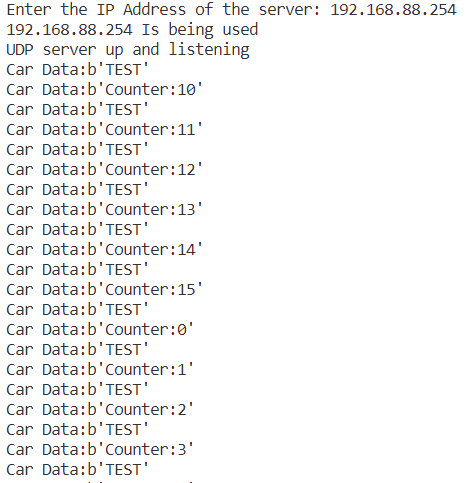 Enter the IP Address of the server: 192.168.88.254
192.168.88.254 Is being used
UDP server up and listening
Car Data:b'TEST'
Car Data:b'Counter:10'
Car Data:b'TEST'
Car Data:b'Counter:11'
Car Data:b'TEST'
Car Data:b'Counter:12'
Car Data:b'TEST'
Car Data:b'Counter:13'
Car Data:b'TEST'
Car Data:b'Counter:14'
Car Data:b'TEST'
Car Data:b'Counter:15'
Car Data:b'TEST'
Car Data:b'Counter:0'
Car Data:b'TEST'
Car Data:b'Counter:1'
Car Data:b'TEST'
Car Data:b'Counter:2'
Car Data:b'TEST'
Car Data:b'Counter:3'
Car Data:b'TEST'